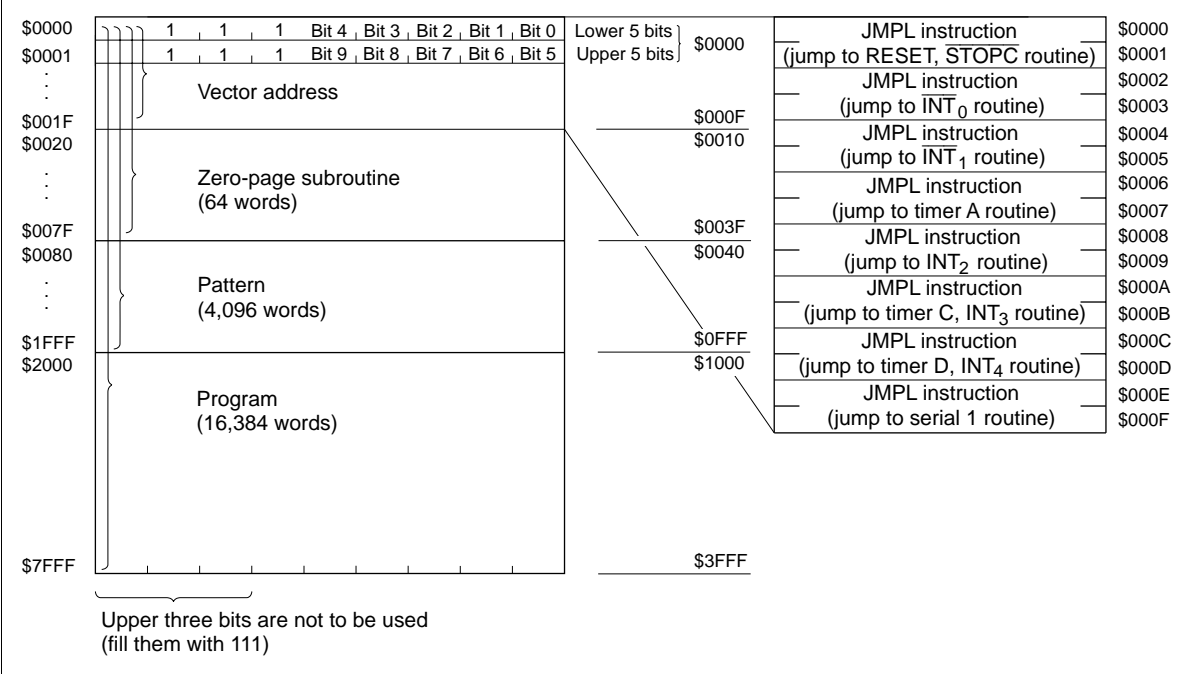 $0000 1 1 1 Bit 4 Bit 3 Bit 2 Bit 1 Bit 0 Lower 5 bits
$0001 1 1 1 Bit 9 Bit 8 Bit 7 Bit 6 Bit 5 Upper 5 bits
$0000
Vector address
$001F
$0020
$000F
$0010
Zero-page subroutine
(64 words)
$007F
$0080
$003F
$0040
Pattern
(4,096 words)
$1FFF
$2000
$0FFF
$1000
Program
(16,384 words)
$7FFF
$3FFF
Upper three bits are not to be used
(fill them with 111)
JMPL instruction $0000
(jump to RESET, STOPC routine) $0001
JMPL instruction $0002
(jump to INT0 routine) $0003
JMPL instruction $0004
(jump to INT1 routine) $0005
JMPL instruction $0006
(jump to timer A routine) $0007
JMPL instruction $0008
(jump to INT2 routine) $0009
JMPL instruction $000A
(jump to timer C, INT3 routine) $000B
JMPL instruction $000C
(jump to timer D, INT4 routine) $000D
JMPL instruction $000E
(jump to serial 1 routine) $000F